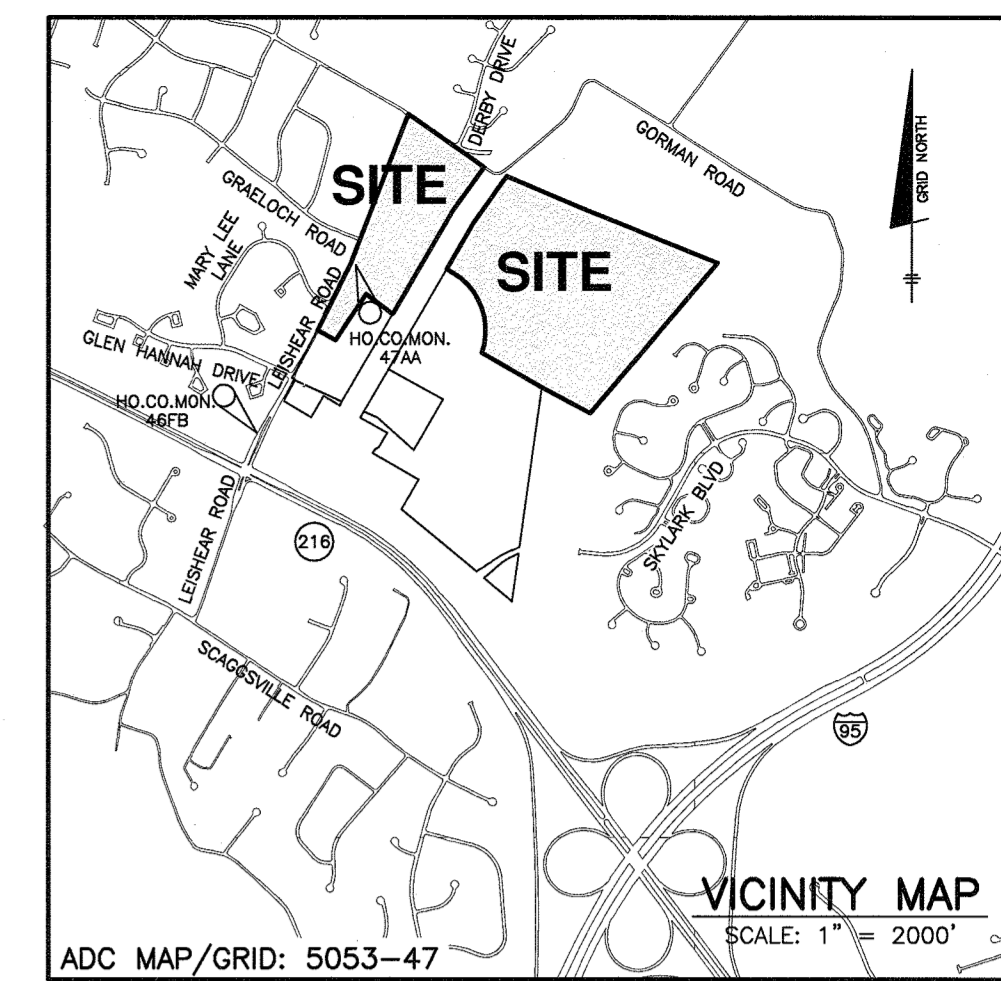 DERBY DRIVE
GORMAN ROAD
GRID NORTH
SITE
GRAELOCH ROAD
MARY LEE
LANE
SITE
LEISHEAR ROAD
HO.CO.MON.
47AA
GLEN HANNAH DRIVE
HO.CO.MON.
46FB
LEISHEAR ROAD
216
SKYLARK BLVD
SCAGGSVILLE ROAD
95
VICINITY MAP
SCALE: 1" = 2000'
ADC MAP/GRID: 5053-47